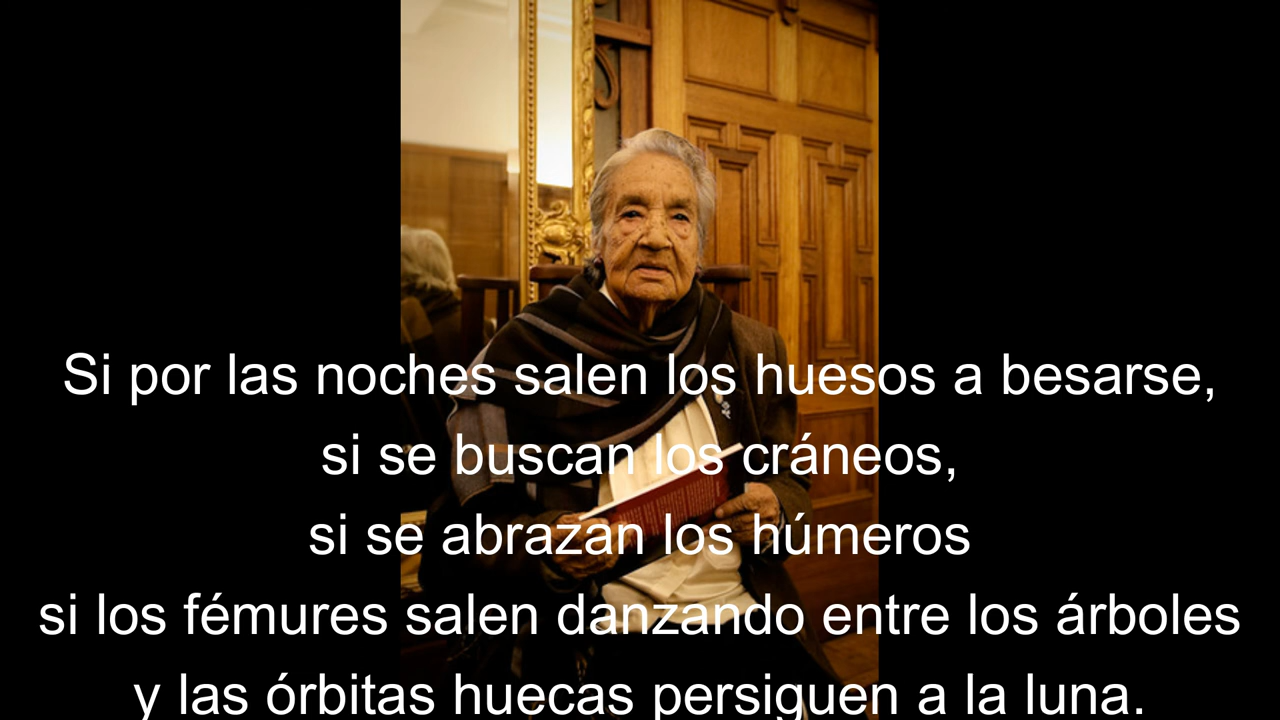 Si por las noches salen los huesos a besarse,
si se buscan los cráneos,
si se abrazan los húmeros
si los fémures salen danzando entre los árboles
y las órbitas huecas persiguen a la luna.